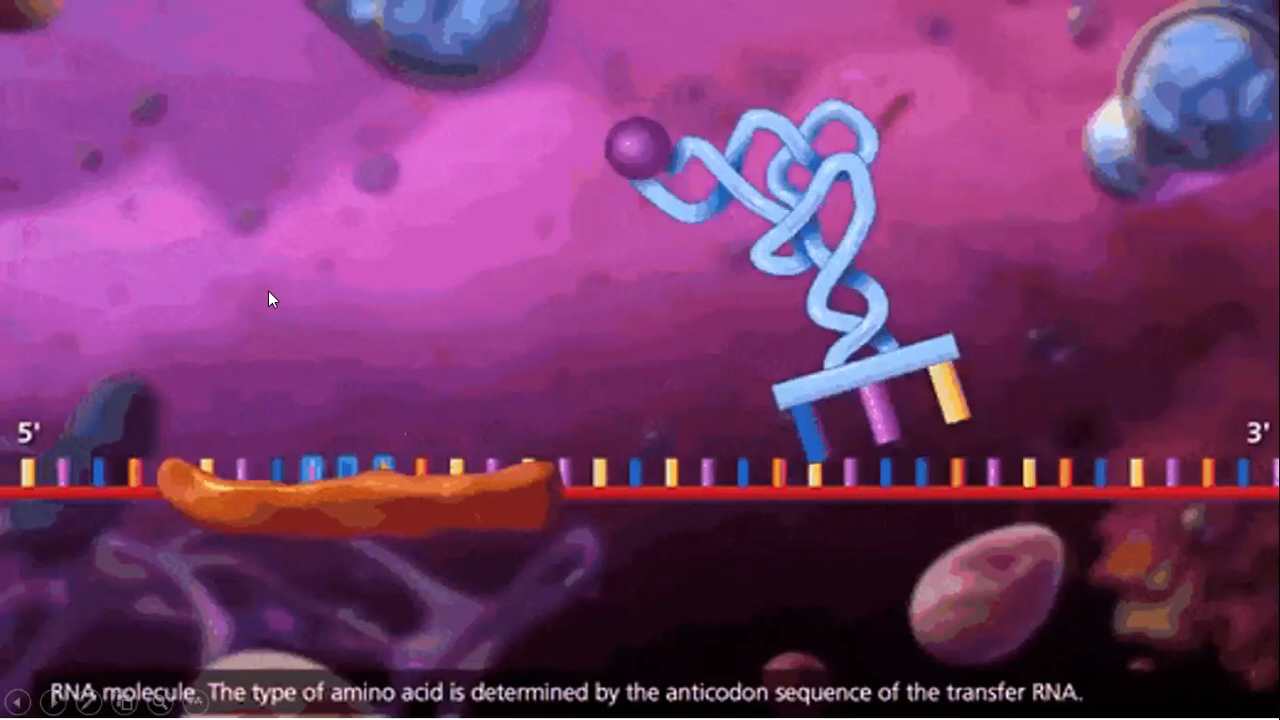 5' 3'
RNA molecule. The type of amino acid is determined by the anticodon sequence of the transfer RNA.